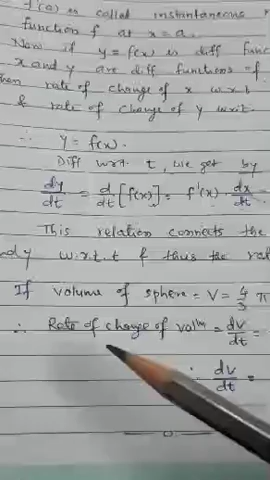 f'(a) is called instantaneous
function f at x = a.
Now if y = f(x) is diff func
x and y are diff functions of
then rate of change of x w.r.t
& rate of change of y w.r.t.
∴ y = f(x).
Diff w.r.t. t, we get by
dy/dt = d/dt [f(x)] = f'(x) · dx/dt.
This relation connects the
w.r.t. t & thus the
If volume of sphere = V = 4/3 π
∴ Rate of change of volm = dv/dt =
∴ dv/dt =